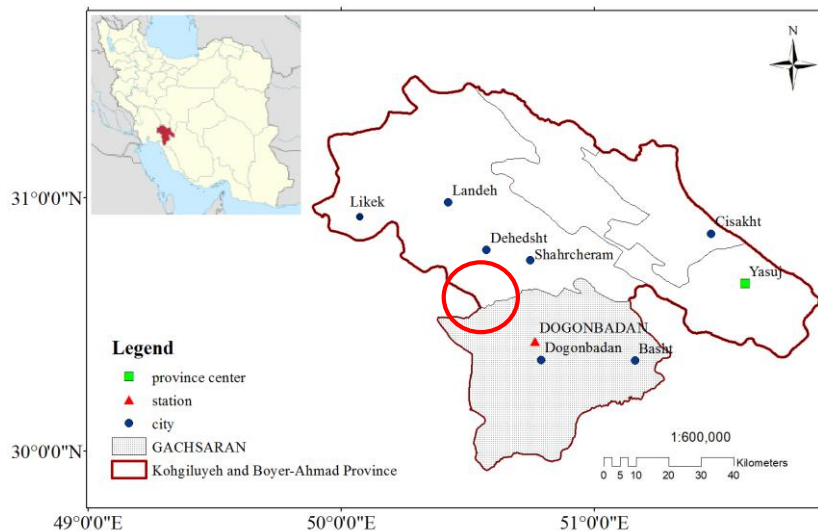 N
31°0'0"N
Likek
Landeh
Dehedsht
Shahrcheram
Cisakht
Yasuj
DOGONBADAN
Dogonbadan
Basht
Legend
province center
station
city
GACHSARAN
Kohgiluyeh and Boyer-Ahmad Province
30°0'0"N
1:600,000
Kilometers
0 5 10 20 30 40
49°0'0"E
50°0'0"E
51°0'0"E